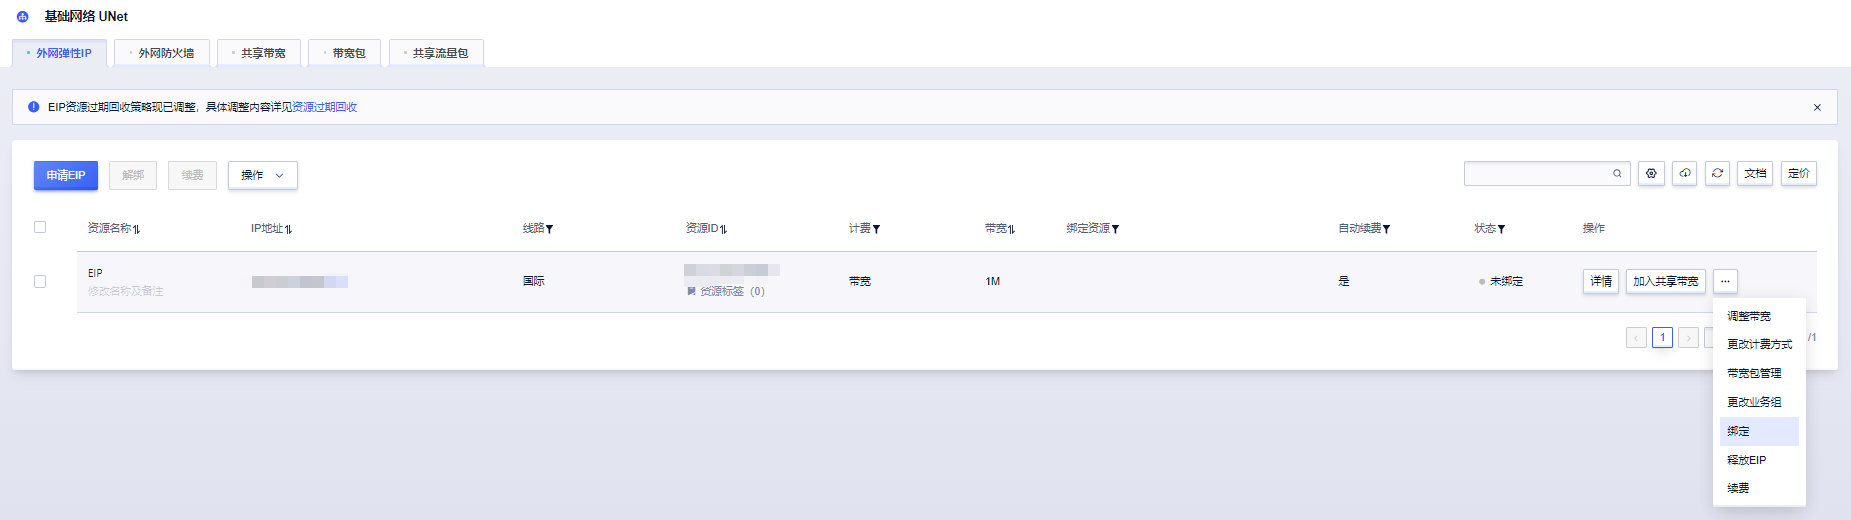 基础网络 UNet
外网弹性IP
外网防火墙
共享带宽
带宽包
共享流量包
EIP资源过期回收策略现已调整，具体调整内容详见资源过期回收
申请EIP
解绑
续费
操作
文档
定价
资源名称
IP地址
线路
资源ID
计费
带宽
绑定资源
自动续费
状态
操作
EIP
修改名称及备注
国际
资源标签 (0)
带宽
1M
是
未绑定
详情
加入共享带宽
...
1
/1
调整带宽
更改计费方式
带宽包管理
更改业务组
绑定
释放EIP
续费